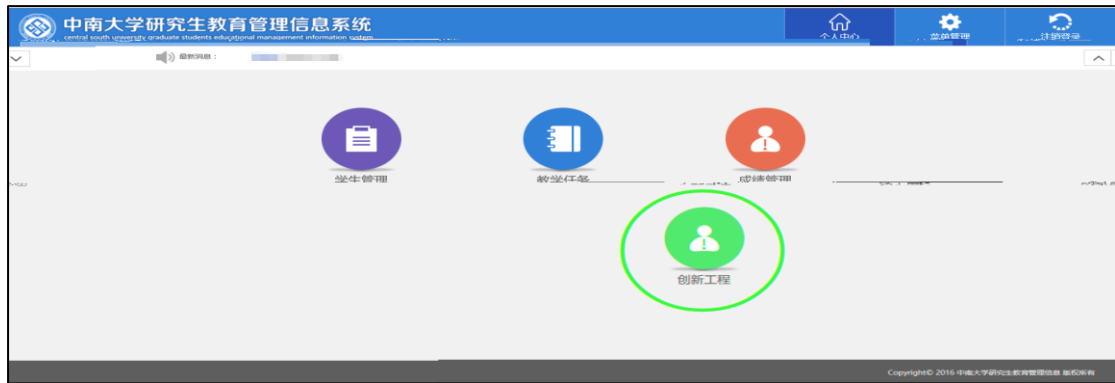 中南大学研究生教育管理信息系统
central south university graduate students educational management information system
个人中心
菜单管理
注销登录
最新消息：
学生管理
教学任务
成绩管理
创新工程
Copyright© 2016 中南大学研究生教育管理信息 版权所有